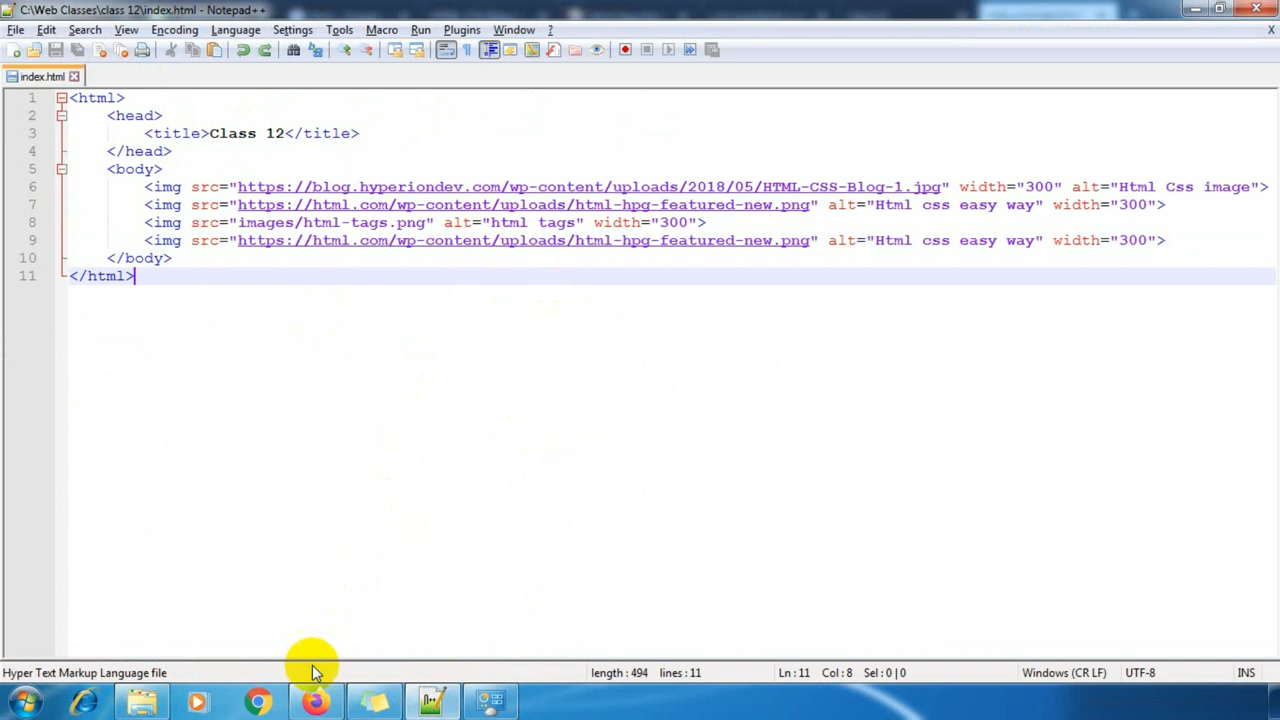 C:\Web Classes\class 12\index.html - Notepad++
File Edit Search View Encoding Language Settings Tools Macro Run Plugins Window ? X
index.html
1 <html>
2 <head>
3 <title>Class 12</title>
4 </head>
5 <body>
6 <img src="https://blog.hyperiondev.com/wp-content/uploads/2018/05/HTML-CSS-Blog-1.jpg" width="300" alt="Html Css image">
7 <img src="https://html.com/wp-content/uploads/html-hpg-featured-new.png" alt="Html css easy way" width="300">
8 <img src="images/html-tags.png" alt="html tags" width="300">
9 <img src="https://html.com/wp-content/uploads/html-hpg-featured-new.png" alt="Html css easy way" width="300">
10 </body>
11 </html>
Hyper Text Markup Language file length : 494 lines : 11 Ln : 11 Col : 8 Sel : 0 | 0 Windows (CR LF) UTF-8 INS